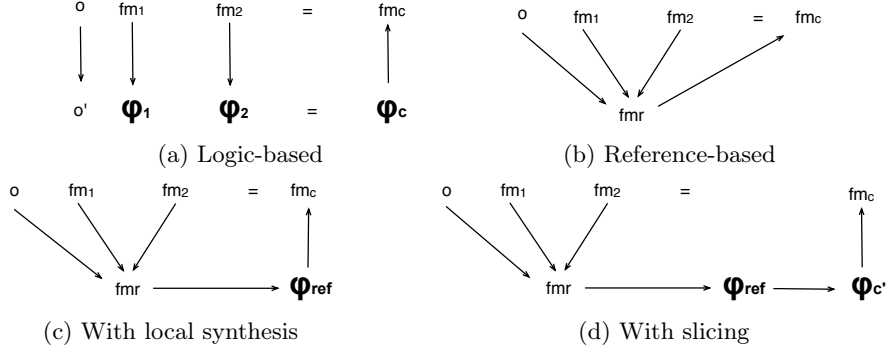 o fm1 fm2 = fmc
o' φ1 φ2 = φc
(a) Logic-based
o fm1 fm2 = fmc
fmr
(b) Reference-based
o fm1 fm2 = fmc
fmr φref
(c) With local synthesis
o fm1 fm2 = fmc
fmr φref φc'
(d) With slicing